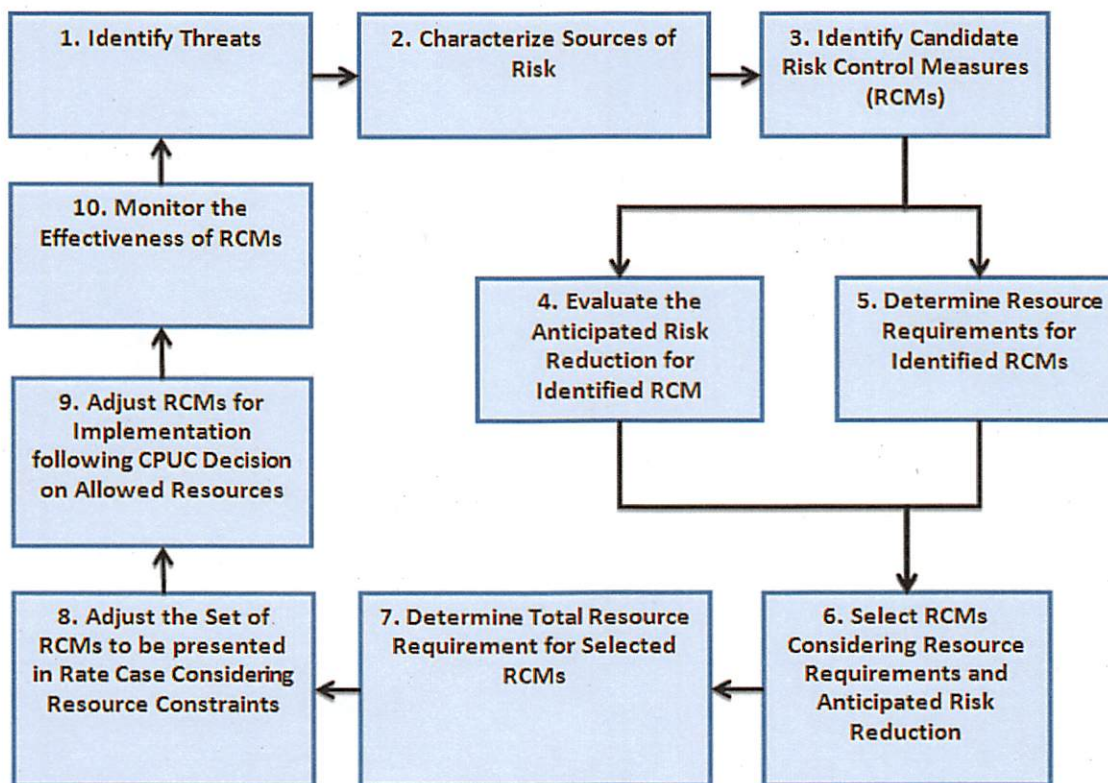 1. Identify Threats
2. Characterize Sources of
Risk
3. Identify Candidate
Risk Control Measures
(RCMs)
4. Evaluate the
Anticipated Risk
Reduction for
Identified RCM
5. Determine Resource
Requirements for
Identified RCMs
6. Select RCMs
Considering Resource
Requirements and
Anticipated Risk
Reduction
7. Determine Total Resource
Requirement for Selected
RCMs
8. Adjust the Set of
RCMs to be presented
in Rate Case Considering
Resource Constraints
9. Adjust RCMs for
Implementation
following CPUC Decision
on Allowed Resources
10. Monitor the
Effectiveness of RCMs